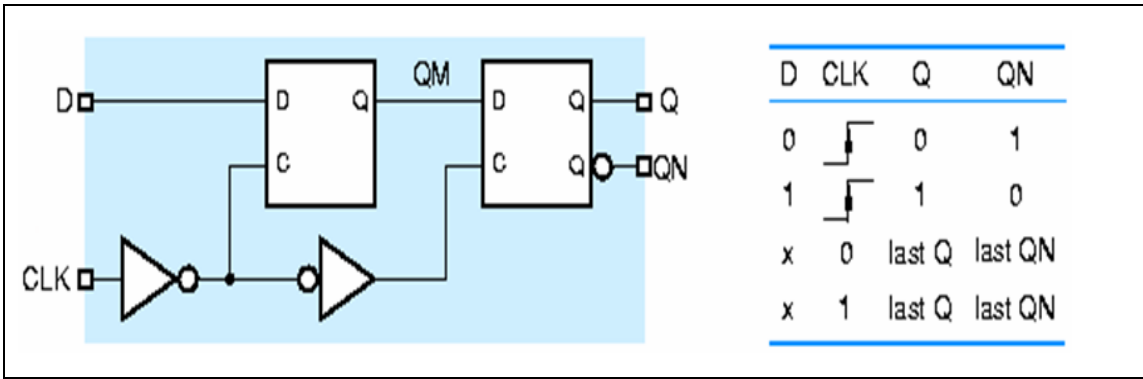 D
D Q
C
QM
D Q
C Q
Q
QN
CLK
D CLK Q QN
0 0 1
1 1 0
x 0 last Q last QN
x 1 last Q last QN